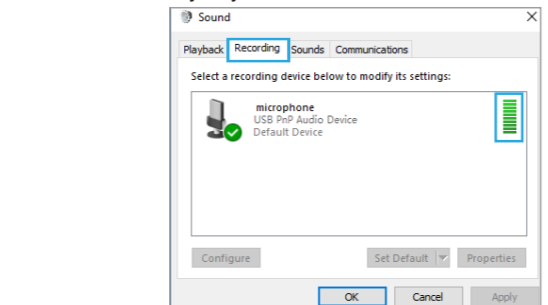 Sound
Playback Recording Sounds Communications
Select a recording device below to modify its settings:
microphone
USB PnP Audio Device
Default Device
Configure Set Default Properties
OK Cancel Apply